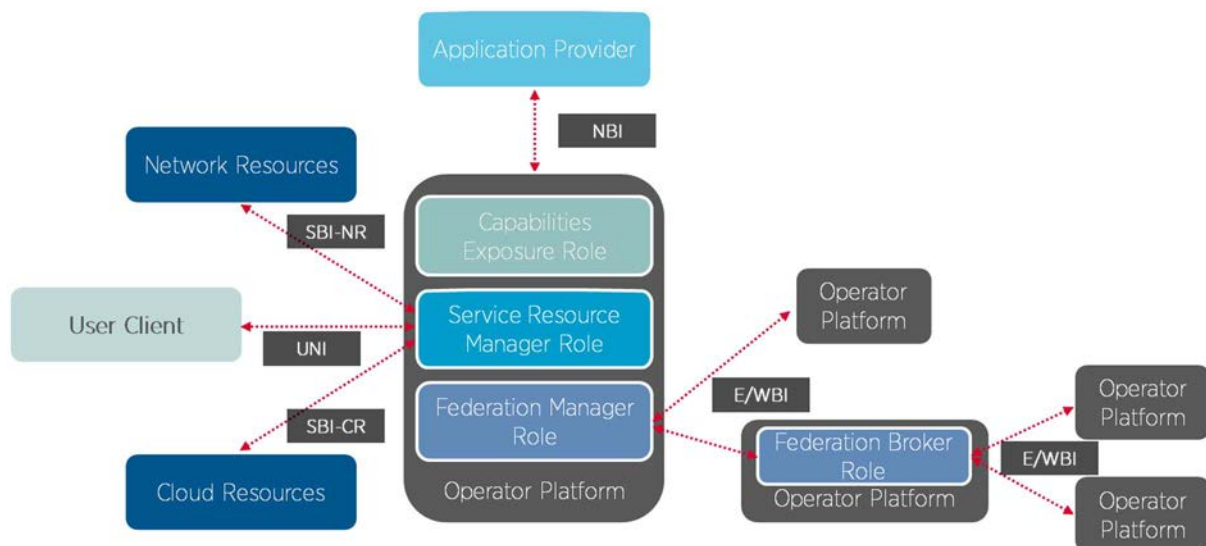 Application Provider
NBI
Network Resources
SBI-NR
Capabilities
Exposure Role
User Client
UNI
Service Resource
Manager Role
Operator
Platform
SBI-CR
Federation Manager
Role
E/WBI
Operator
Platform
Cloud Resources
Operator Platform
Federation Broker
Role
Operator Platform
E/WBI
Operator
Platform